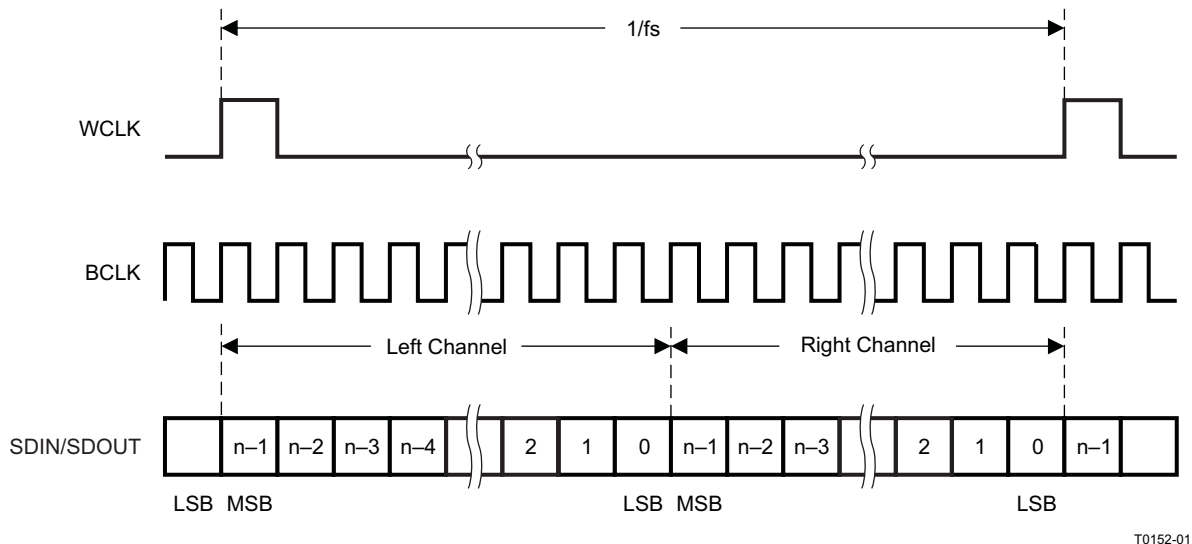 1/fs
WCLK
BCLK
Left Channel Right Channel
SDIN/SDOUT n–1 n–2 n–3 n–4 2 1 0 n–1 n–2 n–3 2 1 0 n–1
LSB MSB LSB MSB LSB
T0152-01